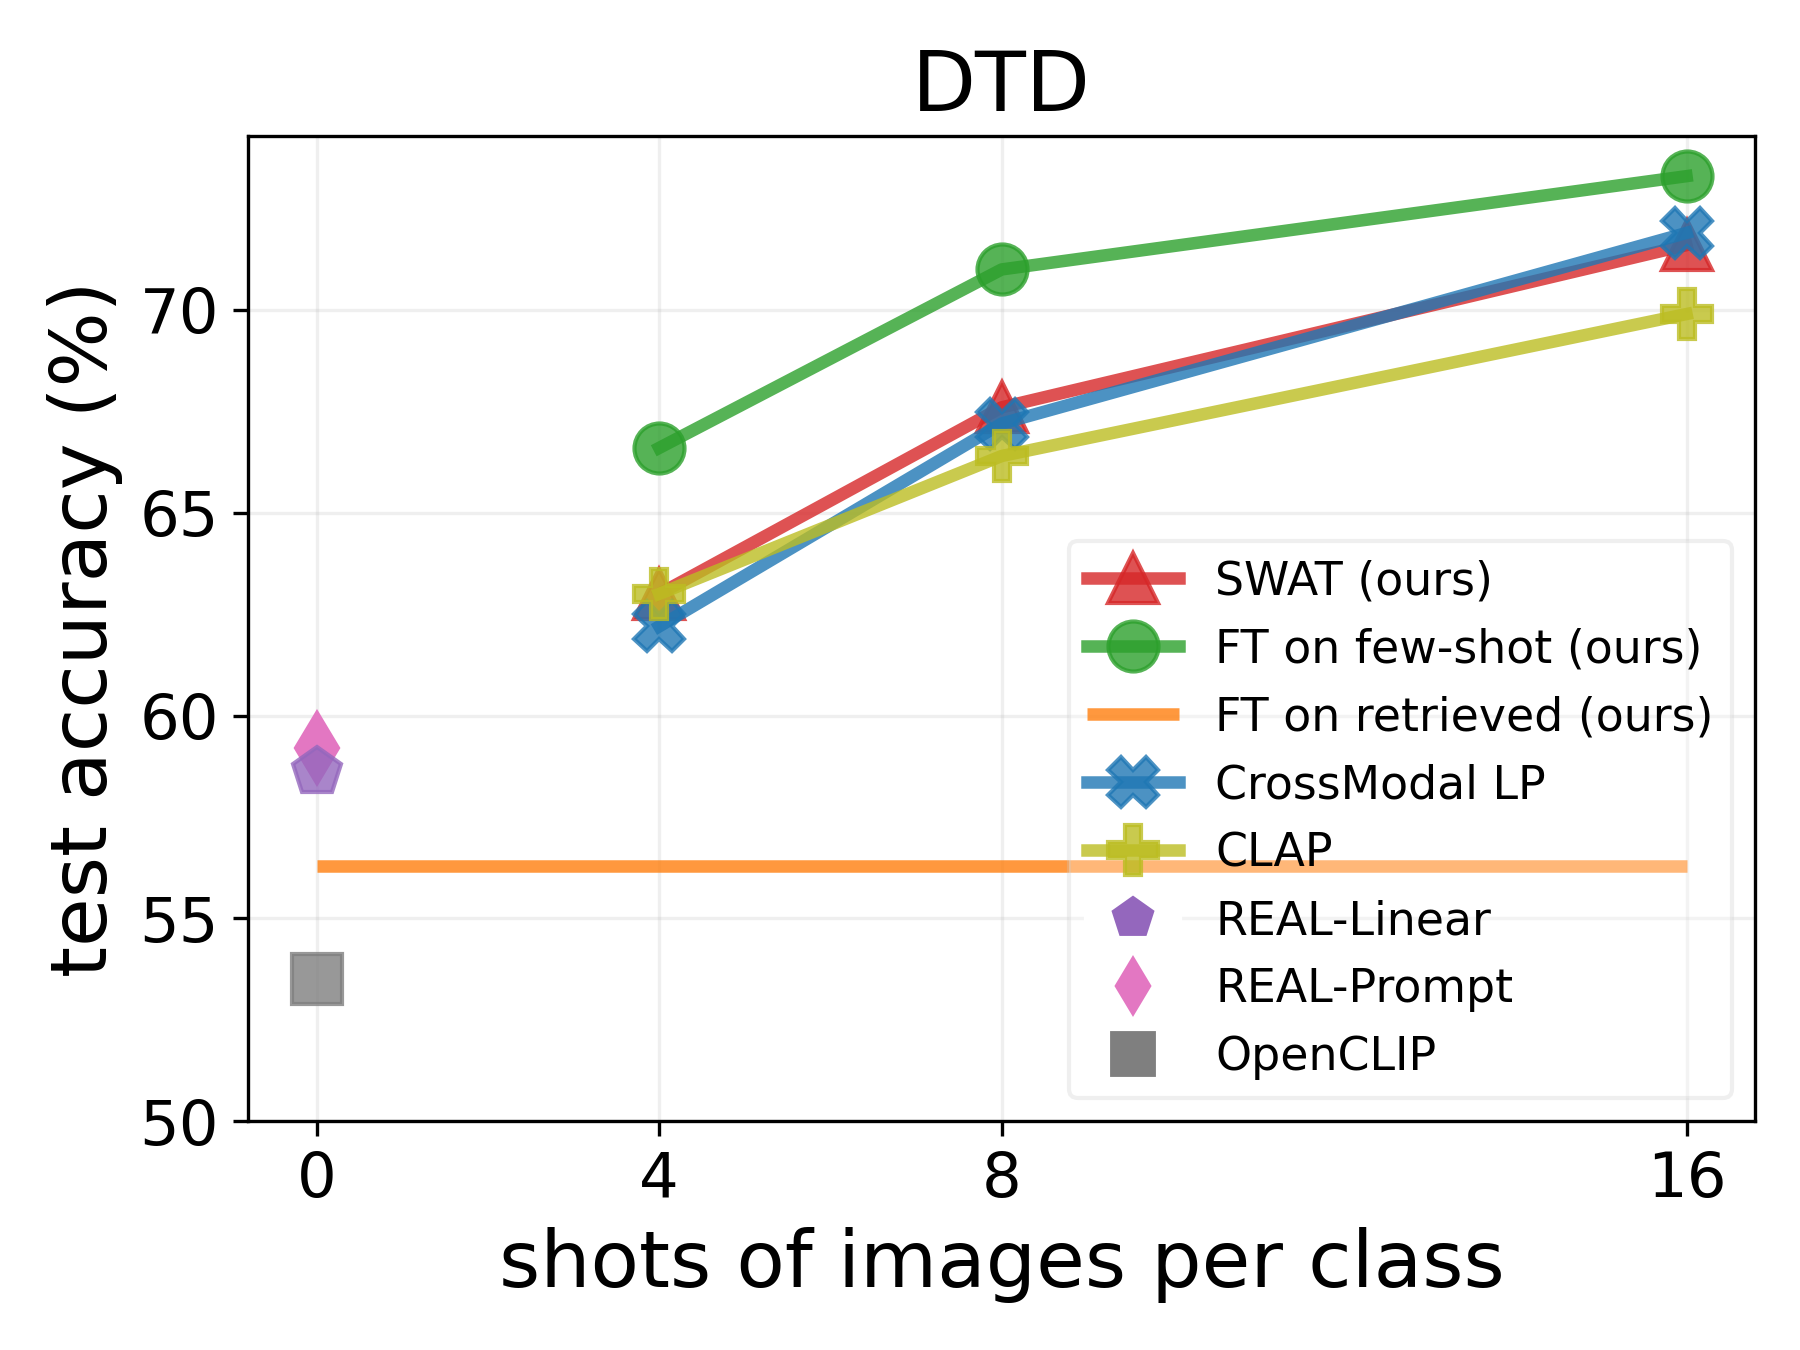 DTD
test accuracy (%)
70
65
60
55
50
0 4 8 16
shots of images per class
SWAT (ours)
FT on few-shot (ours)
FT on retrieved (ours)
CrossModal LP
CLAP
REAL-Linear
REAL-Prompt
OpenCLIP